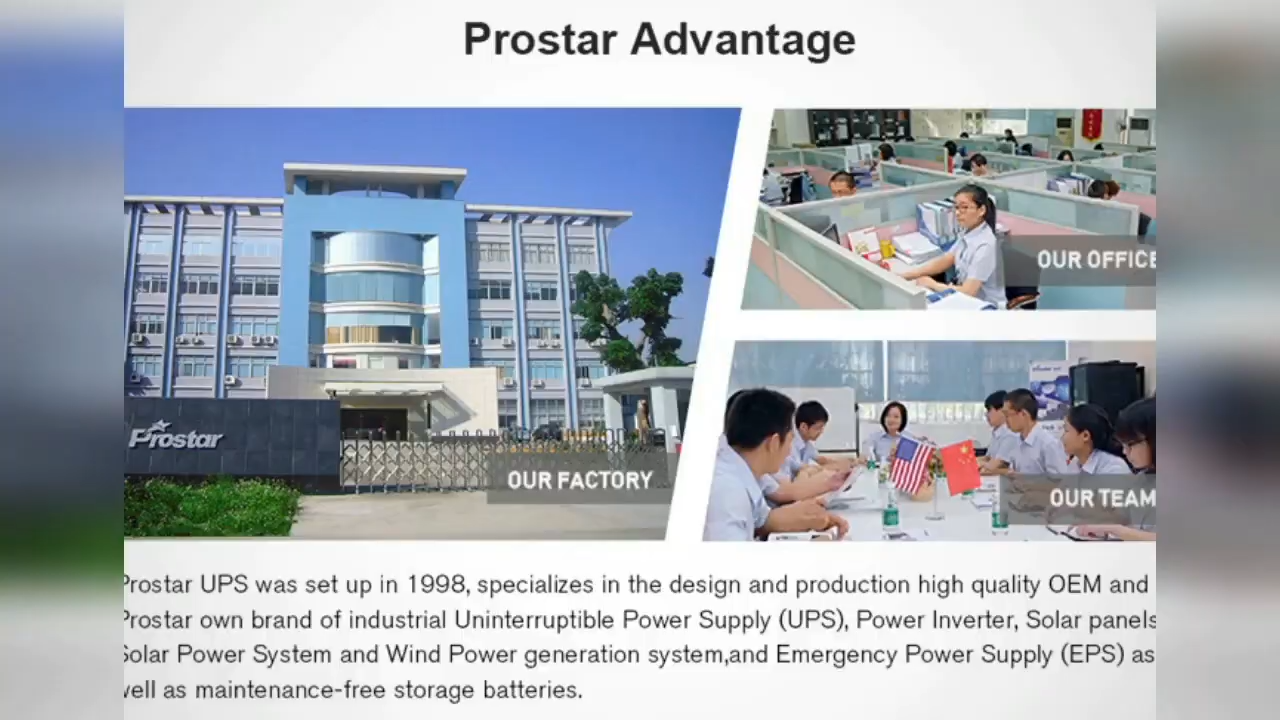 Prostar Advantage
OUR OFFICE
Prostar
OUR FACTORY
OUR TEAM
Prostar UPS was set up in 1998, specializes in the design and production high quality OEM and
Prostar own brand of industrial Uninterruptible Power Supply (UPS), Power Inverter, Solar panels
Solar Power System and Wind Power generation system,and Emergency Power Supply (EPS) as
well as maintenance-free storage batteries.